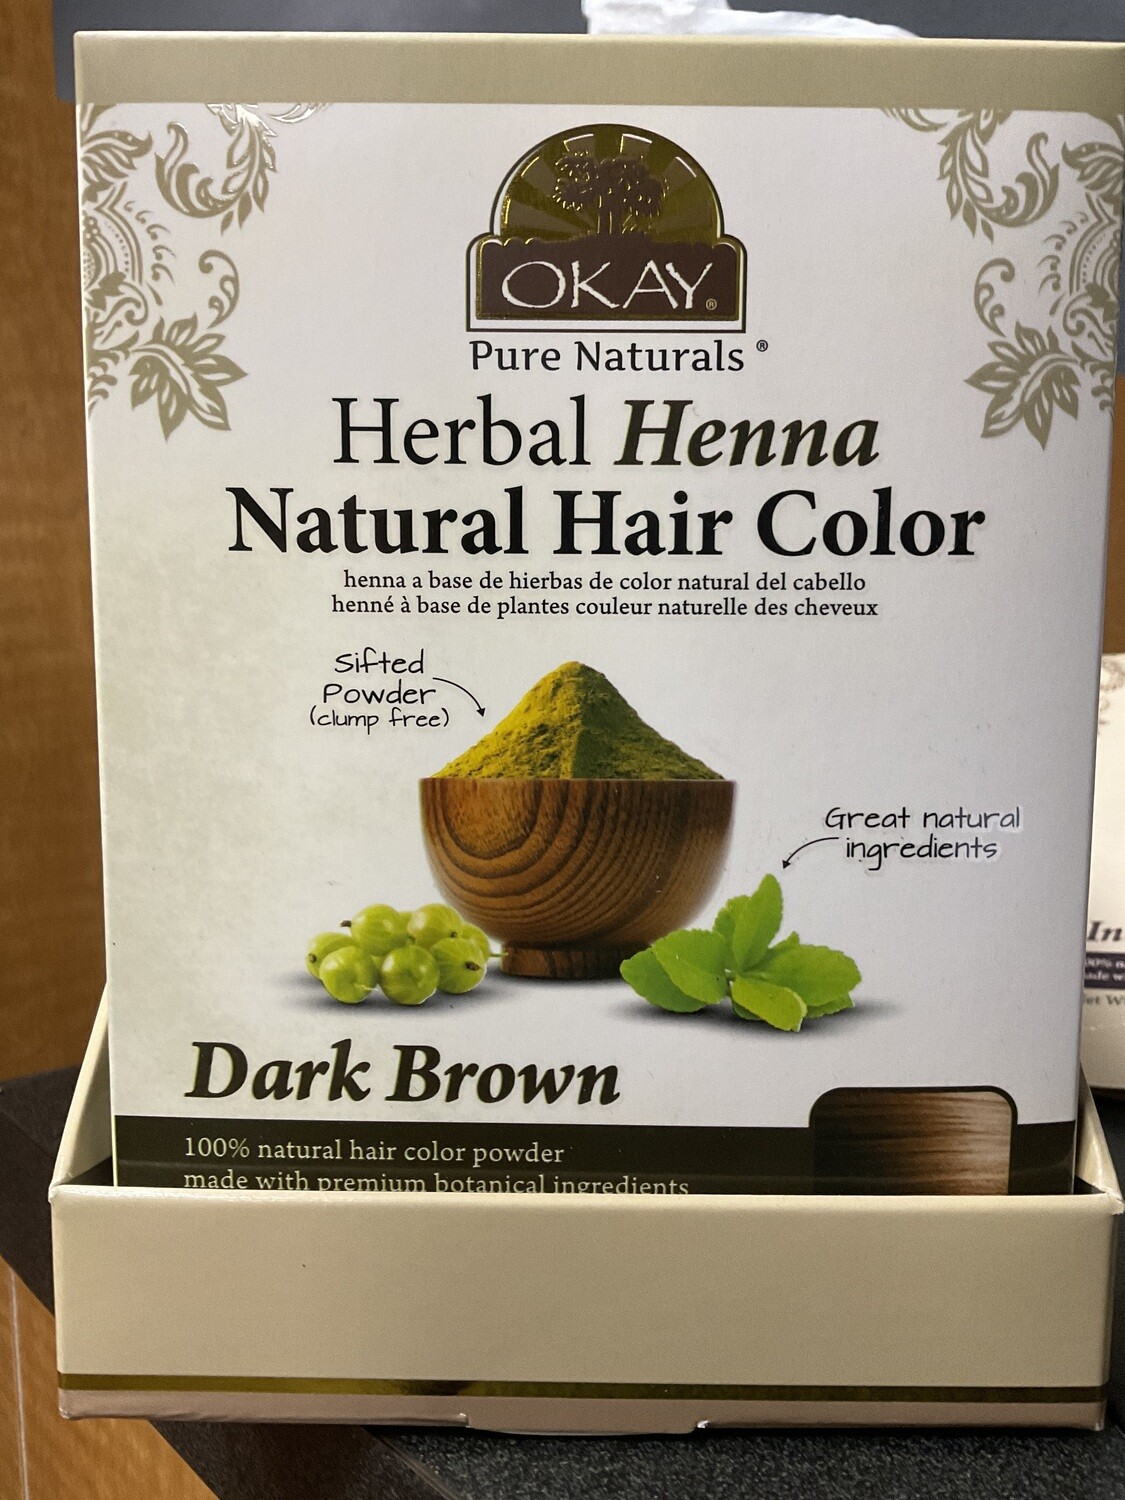 OKAY®
Pure Naturals®
Herbal Henna
Natural Hair Color
henna a base de hierbas de color natural del cabello
henné à base de plantes couleur naturelle des cheveux
Sifted
Powder
(clump free)
Great natural
ingredients
Dark Brown
100% natural hair color powder
made with premium botanical ingredients
In